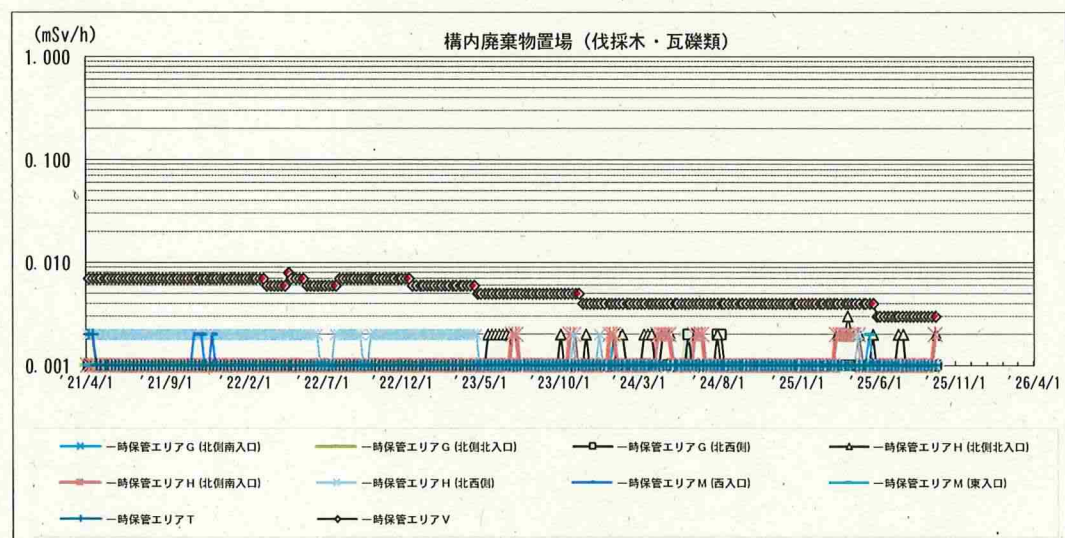 (mSv/h)
構内廃棄物置場（伐採木・瓦礫類）
1.000
0.100
0.010
0.001
21/4/1 21/9/1 22/2/1 22/7/1 22/12/1 23/5/1 23/10/1 24/3/1 24/8/1 25/1/1 25/6/1 25/11/1 26/4/1
一時保管エリアＧ(北側南入口) 一時保管エリアＧ(北側北入口) 一時保管エリアＧ(北西側) 一時保管エリアＨ(北側北入口)
一時保管エリアＨ(北側南入口) 一時保管エリアＨ(北西側) 一時保管エリアＭ(西入口) 一時保管エリアＭ(東入口)
一時保管エリアＴ 一時保管エリアＶ